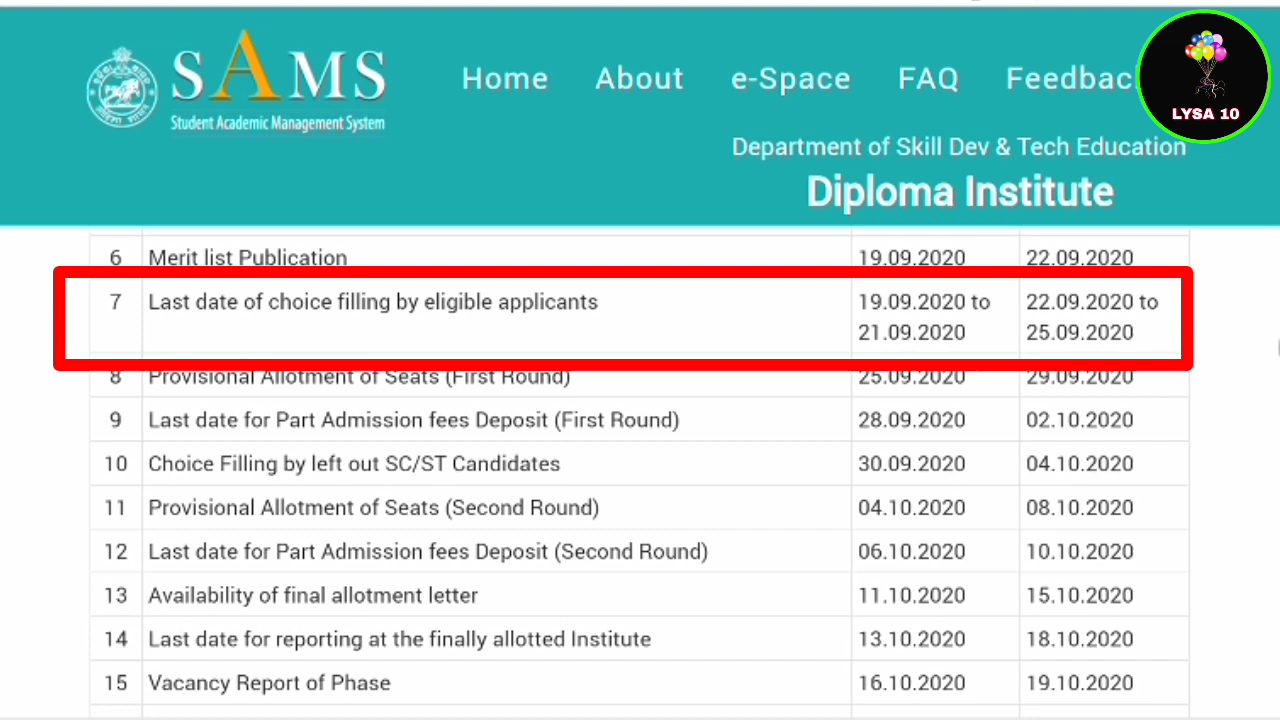 SAMS
Student Academic Management System
Home About e-Space FAQ Feedbac
LYSA 10
Department of Skill Dev & Tech Education
Diploma Institute
6 Merit list Publication 19.09.2020 22.09.2020
7 Last date of choice filling by eligible applicants 19.09.2020 to 22.09.2020 to
21.09.2020 25.09.2020
8 Provisional Allotment of Seats (First Round) 25.09.2020 29.09.2020
9 Last date for Part Admission fees Deposit (First Round) 28.09.2020 02.10.2020
10 Choice Filling by left out SC/ST Candidates 30.09.2020 04.10.2020
11 Provisional Allotment of Seats (Second Round) 04.10.2020 08.10.2020
12 Last date for Part Admission fees Deposit (Second Round) 06.10.2020 10.10.2020
13 Availability of final allotment letter 11.10.2020 15.10.2020
14 Last date for reporting at the finally allotted Institute 13.10.2020 18.10.2020
15 Vacancy Report of Phase 16.10.2020 19.10.2020